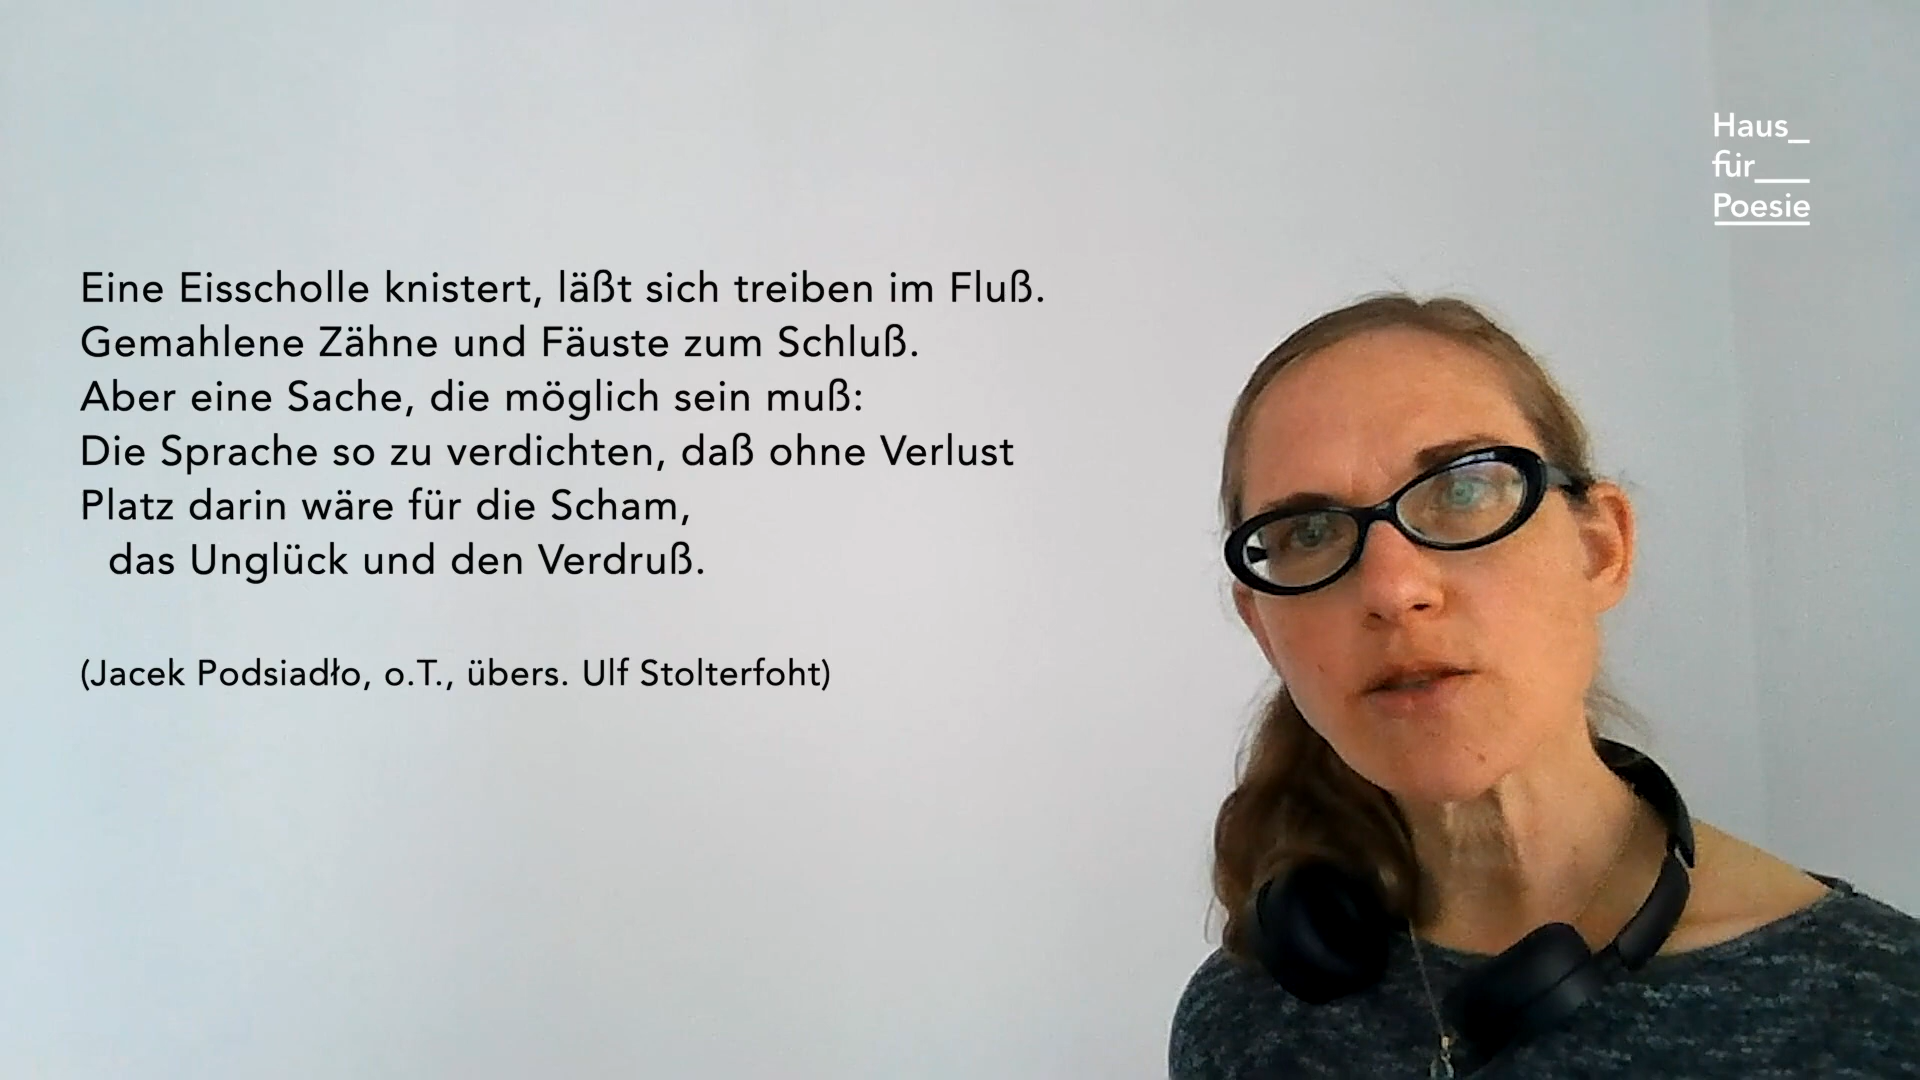 Haus_
für__
Poesie
Eine Eisscholle knistert, läßt sich treiben im Fluß.
Gemahlene Zähne und Fäuste zum Schluß.
Aber eine Sache, die möglich sein muß:
Die Sprache so zu verdichten, daß ohne Verlust
Platz darin wäre für die Scham,
das Unglück und den Verdruß.
(Jacek Podsiadło, o.T., übers. Ulf Stolterfoht)